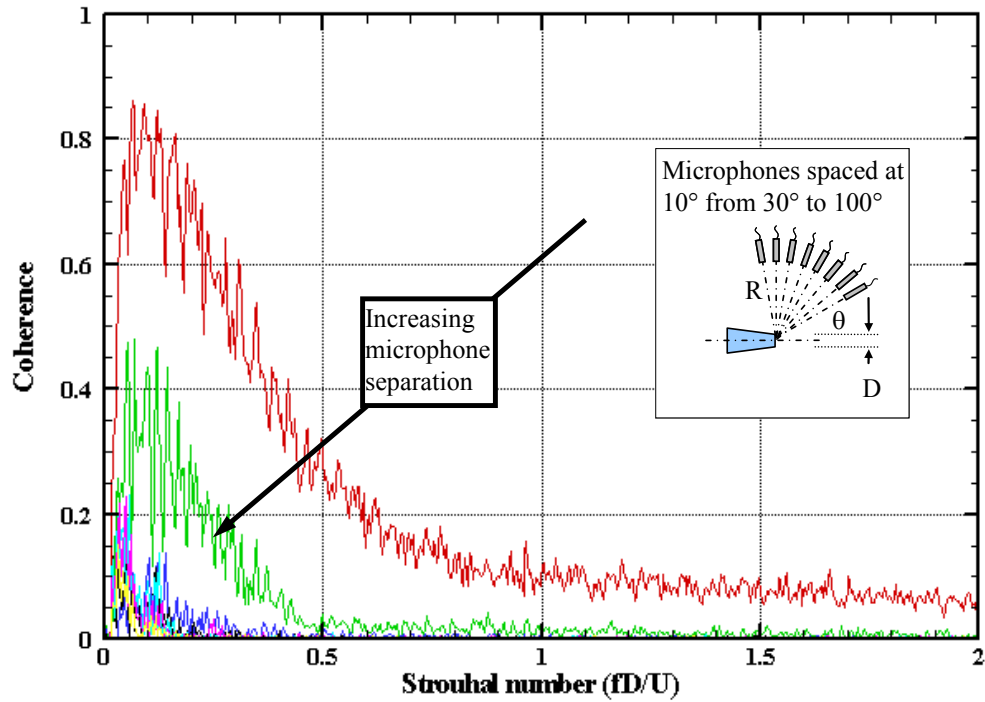 1
0.8
0.6
0.4
0.2
0
Coherence
0
0.5
1
1.5
2
Strouhal number (fD/U)
Increasing
microphone
separation
Microphones spaced at
10° from 30° to 100°
R
θ
D